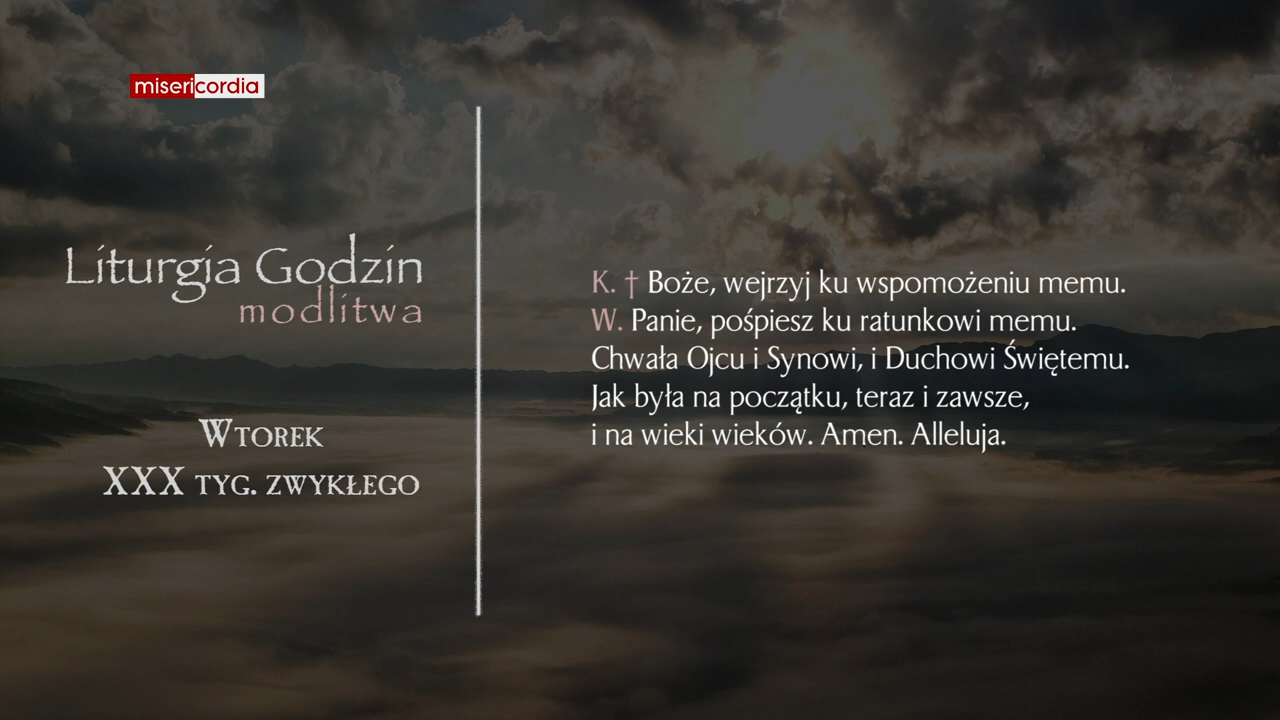 misericordia
Liturgia Godzin
modlitwa
Wtorek
XXX tyg. zwykłego
K. † Boże, wejrzyj ku wspomożeniu memu.
W. Panie, pośpiesz ku ratunkowi memu.
Chwała Ojcu i Synowi, i Duchowi Świętemu.
Jak była na początku, teraz i zawsze,
i na wieki wieków. Amen. Alleluja.